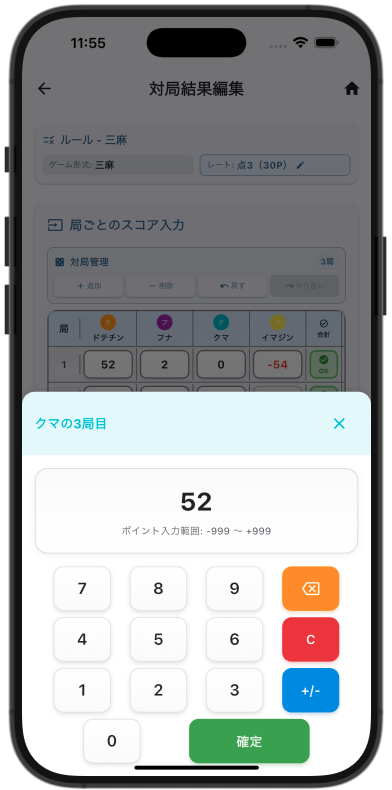 11:55
対局結果編集
ルール - 三麻
ゲーム形式: 三麻
レート: 点3（30P）
局ごとのスコア入力
対局管理 3局
+ 追加 − 削除 戻す やり直し
局 ドテチン フナ クマ イマジン 合計
1 52 2 0 -54 OK
クマの3局目
52
ポイント入力範囲: -999 〜 +999
7 8 9
4 5 6 C
1 2 3 +/-
0 確定